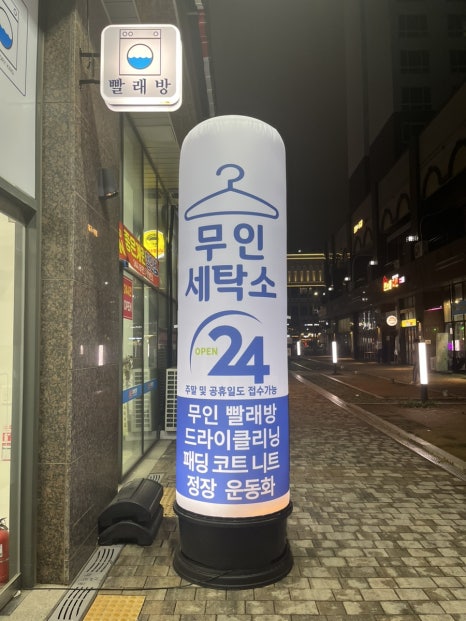 빨래방
무인
세탁소
OPEN 24
주말 및 공휴일도 접수가능
무인 빨래방
드라이클리닝
패딩 코트 니트
정장 운동화